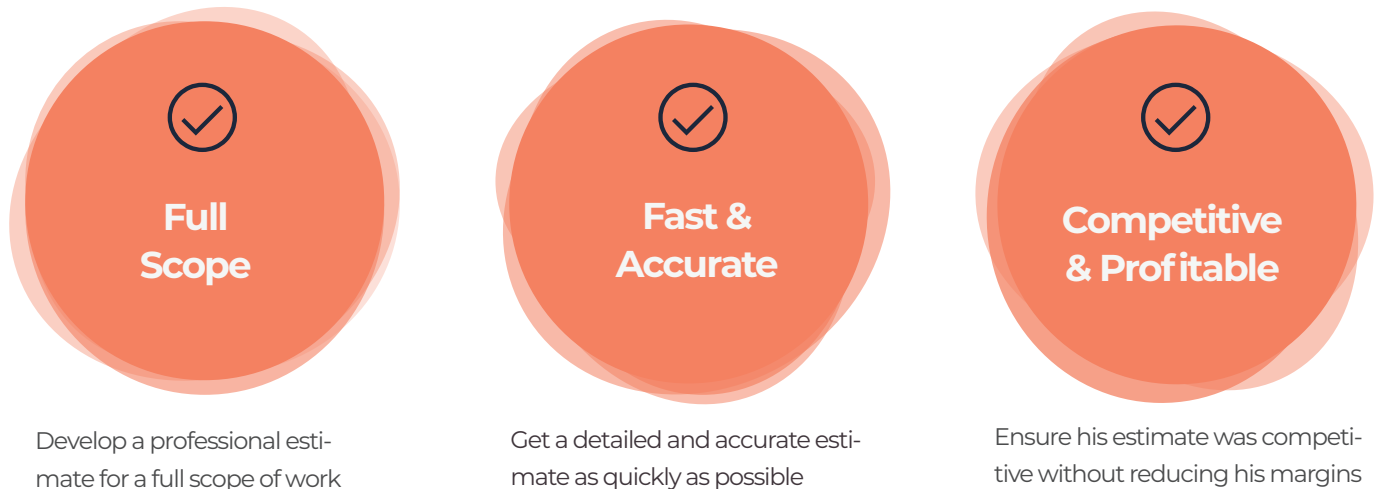 Full
Scope
Develop a professional esti-
mate for a full scope of work
Fast &
Accurate
Get a detailed and accurate esti-
mate as quickly as possible
Competitive
& Profitable
Ensure his estimate was competi-
tive without reducing his margins